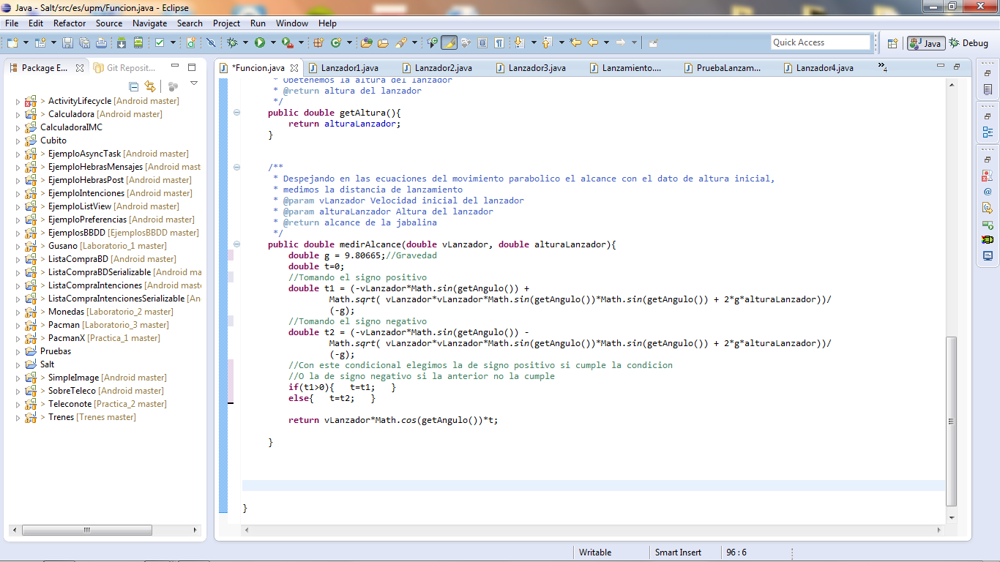 Java - Salt/src/es/upm/Funcion.java - Eclipse
File Edit Refactor Source Navigate Search Project Run Window Help
Quick Access
Java
Debug
Package E...
Git Reposit...
*Funcion.java
Lanzador1.java
Lanzador2.java
Lanzador3.java
Lanzamiento....
PruebaLanzam...
Lanzador4.java
»4
> ActivityLifecycle [Android master]
> Calculadora [Android master]
CalculadoraIMC
Cubito
> EjemploAsyncTask [Android master]
> EjemploHebrasMensajes [Android mast
> EjemploHebrasPost [Android master]
> EjemploIntenciones [Android master]
> EjemploListView [Android master]
> EjemploPreferencias [Android master]
> EjemplosBBDD [EjemplosBBDD master]
> Gusano [Laboratorio_1 master]
> ListaCompraBD [Android master]
> ListaCompraBDSerializable [Android ma
> ListaCompraIntenciones [Android maste
> ListaCompraIntencionesSerializable [An
> Monedas [Laboratorio_2 master]
> Pacman [Laboratorio_3 master]
> PacmanX [Practica_1 master]
> Pruebas
Salt
> SimpleImage [Android master]
> SobreTeleco [Android master]
> Teleconote [Practica_2 master]
> Trenes [Trenes master]
* Obetenemos la altura del lanzador
* @return altura del lanzador
*/
public double getAltura(){
return alturaLanzador;
}
/**
* Despejando en las ecuaciones del movimiento parabolico el alcance con el dato de altura inicial,
* medimos la distancia de lanzamiento
* @param vLanzador Velocidad inicial del lanzador
* @param alturaLanzador Altura del lanzador
* @return alcance de la jabalina
*/
public double medirAlcance(double vLanzador, double alturaLanzador){
double g = 9.80665;//Gravedad
double t=0;
//Tomando el signo positivo
double t1 = (-vLanzador*Math.sin(getAngulo()) +
Math.sqrt( vLanzador*vLanzador*Math.sin(getAngulo())*Math.sin(getAngulo()) + 2*g*alturaLanzador))/
(-g);
//Tomando el signo negativo
double t2 = (-vLanzador*Math.sin(getAngulo()) -
Math.sqrt( vLanzador*vLanzador*Math.sin(getAngulo())*Math.sin(getAngulo()) + 2*g*alturaLanzador))/
(-g);
//Con este condicional elegimos la de signo positivo si cumple la condicion
//O la de signo negativo si la anterior no la cumple
if(t1>0){ t=t1; }
else{ t=t2; }
return vLanzador*Math.cos(getAngulo())*t;
}
}
Writable
Smart Insert
96 : 6